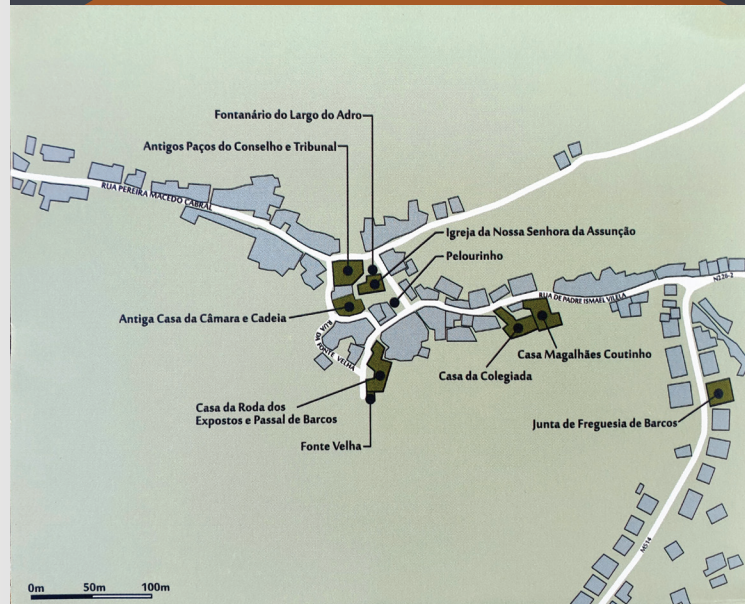 Fontanário do Largo do Adro
Antigos Paços do Conselho e Tribunal
RUA PEREIRA MACEDO CABRAL
Igreja da Nossa Senhora da Assunção
Pelourinho
N226-2
RUA DE PADRE ISMAEL VILELA
Antiga Casa da Câmara e Cadeia
RUA DA
FONTE VELHA
Casa Magalhães Coutinho
Casa da Colegiada
Casa da Roda dos
Expostos e Passal de Barcos
Junta de Freguesia de Barcos
Fonte Velha
M514
0m 50m 100m